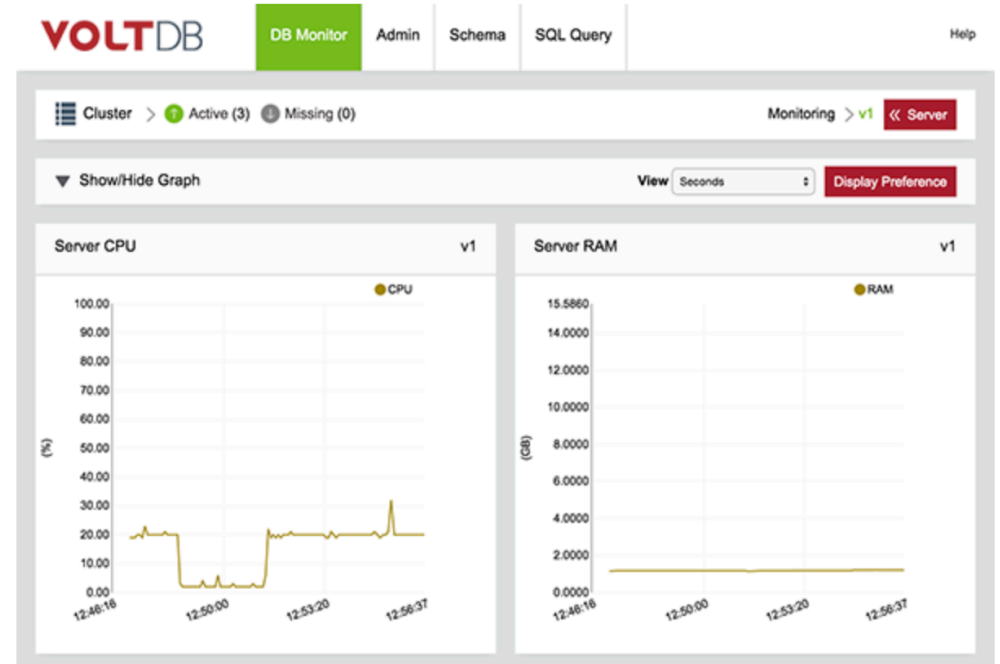 VOLTDB
DB Monitor
Admin
Schema
SQL Query
Help
Cluster
Active (3)
Missing (0)
Monitoring
v1
« Server
Show/Hide Graph
View
Seconds
Display Preference
Server CPU
v1
CPU
100.00
90.00
80.00
70.00
60.00
50.00
40.00
30.00
20.00
10.00
0.00
(%)
12:46:16
12:50:00
12:53:20
12:56:37
Server RAM
v1
RAM
15.5860
14.0000
12.0000
10.0000
8.0000
6.0000
4.0000
2.0000
0.0000
(GB)
12:46:16
12:50:00
12:53:20
12:56:37